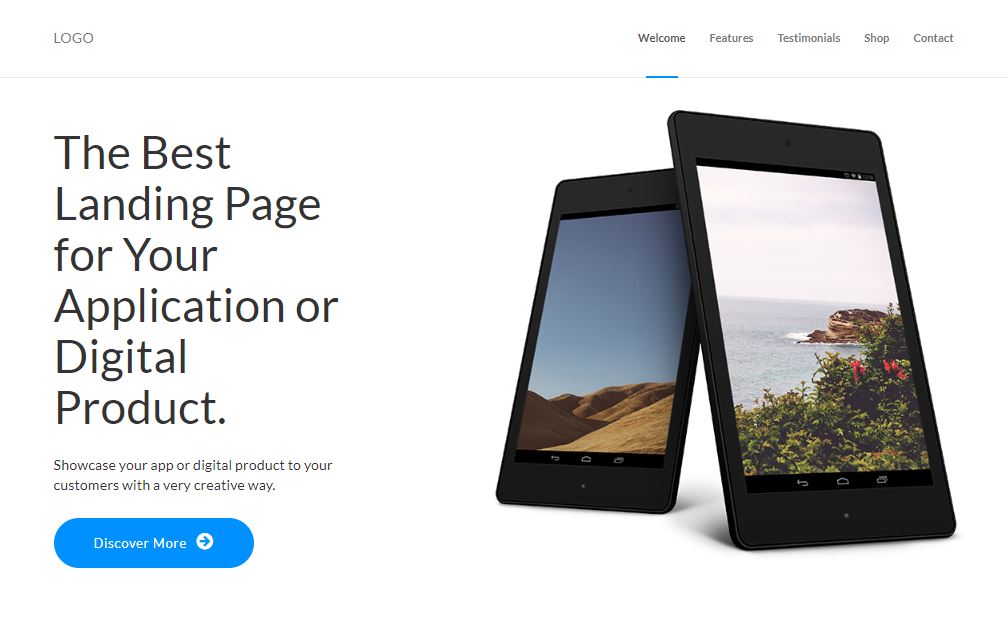 LOGO
Welcome Features Testimonials Shop Contact
The Best
Landing Page
for Your
Application or
Digital
Product.
Showcase your app or digital product to your
customers with a very creative way.
Discover More